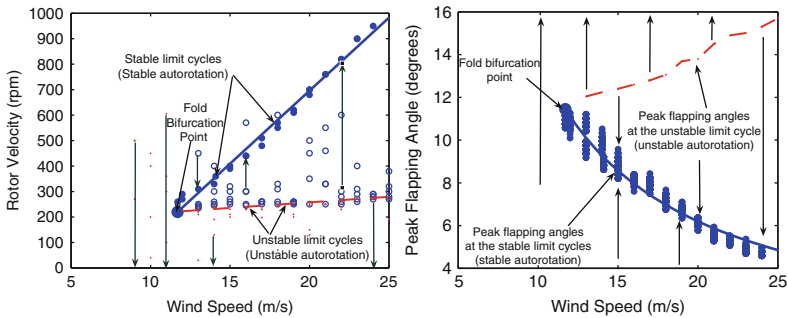 1000
900
800
700
600
500
400
300
200
100
0
Rotor Velocity (rpm)
Stable limit cycles
(Stable autorotation)
Fold
Bifurcation
Point
Unstable limit cycles
(Unstable autorotation)
5
10
15
20
25
Wind Speed (m/s)
16
14
12
10
8
6
4
Peak Flapping Angle (degrees)
Fold bifurcation
point
Peak flapping angles
at the unstable limit cycle
(unstable autorotation)
Peak flapping angles
at the stable limit cycles
(stable autorotation)
5
10
15
20
25
Wind Speed (m/s)